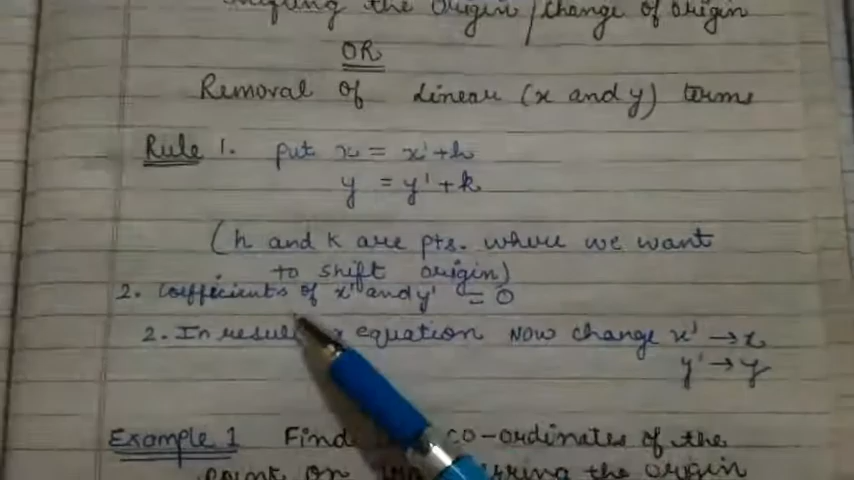 the Origin / change of origin
OR
Removal of Linear (x and y) terms
Rule 1. put x = x' + h
y = y' + k
(h and k are pts. where we want
to shift origin)
2. Coefficients of x' and y' = 0
2. In equation Now change x' → x
y' → y
Example 1 Find co-ordinates of the
point on the origin